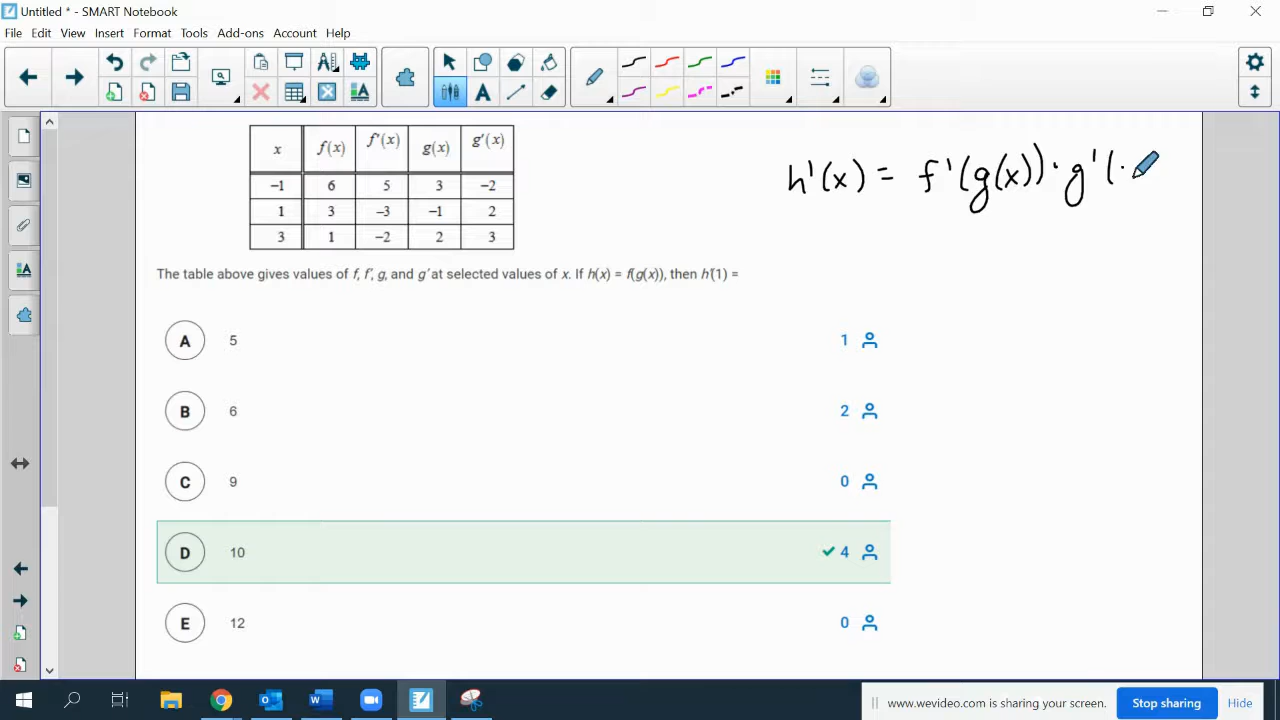 Untitled * - SMART Notebook
File Edit View Insert Format Tools Add-ons Account Help
x f(x) f'(x) g(x) g'(x)
−1 6 5 3 −2
1 3 −3 −1 2
3 1 −2 2 3
h'(x) = f'(g(x)) · g'(
The table above gives values of f, f', g, and g' at selected values of x. If h(x) = f(g(x)), then h'(1) =
A 5 1
B 6 2
C 9 0
D 10 4
E 12 0
www.wevideo.com is sharing your screen. Stop sharing Hide